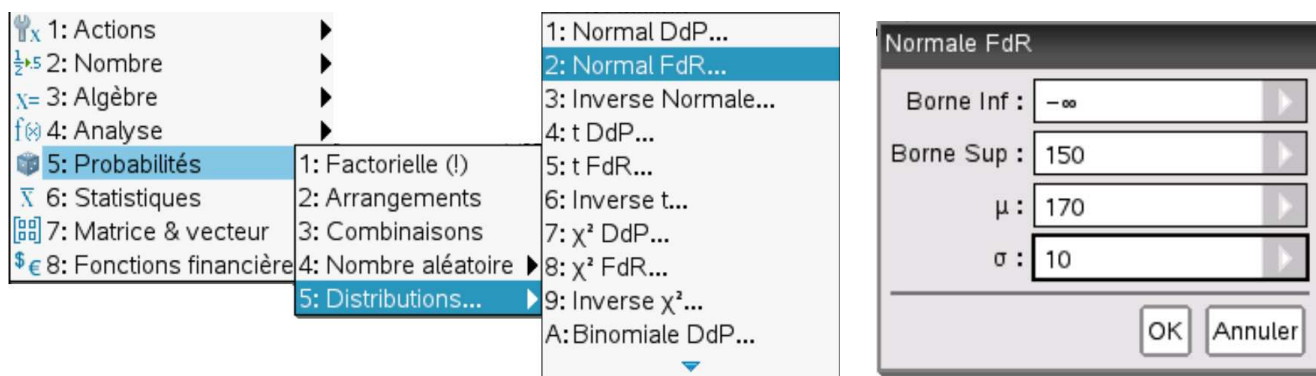 1: Actions
2: Nombre
3: Algèbre
4: Analyse
5: Probabilités
6: Statistiques
7: Matrice & vecteur
8: Fonctions financière
1: Factorielle (!)
2: Arrangements
3: Combinaisons
4: Nombre aléatoire
5: Distributions...
1: Normal DdP...
2: Normal FdR...
3: Inverse Normale...
4: t DdP...
5: t FdR...
6: Inverse t...
7: χ² DdP...
8: χ² FdR...
9: Inverse χ²...
A: Binomiale DdP...
Normale FdR
Borne Inf : -∞
Borne Sup : 150
μ : 170
σ : 10
OK Annuler